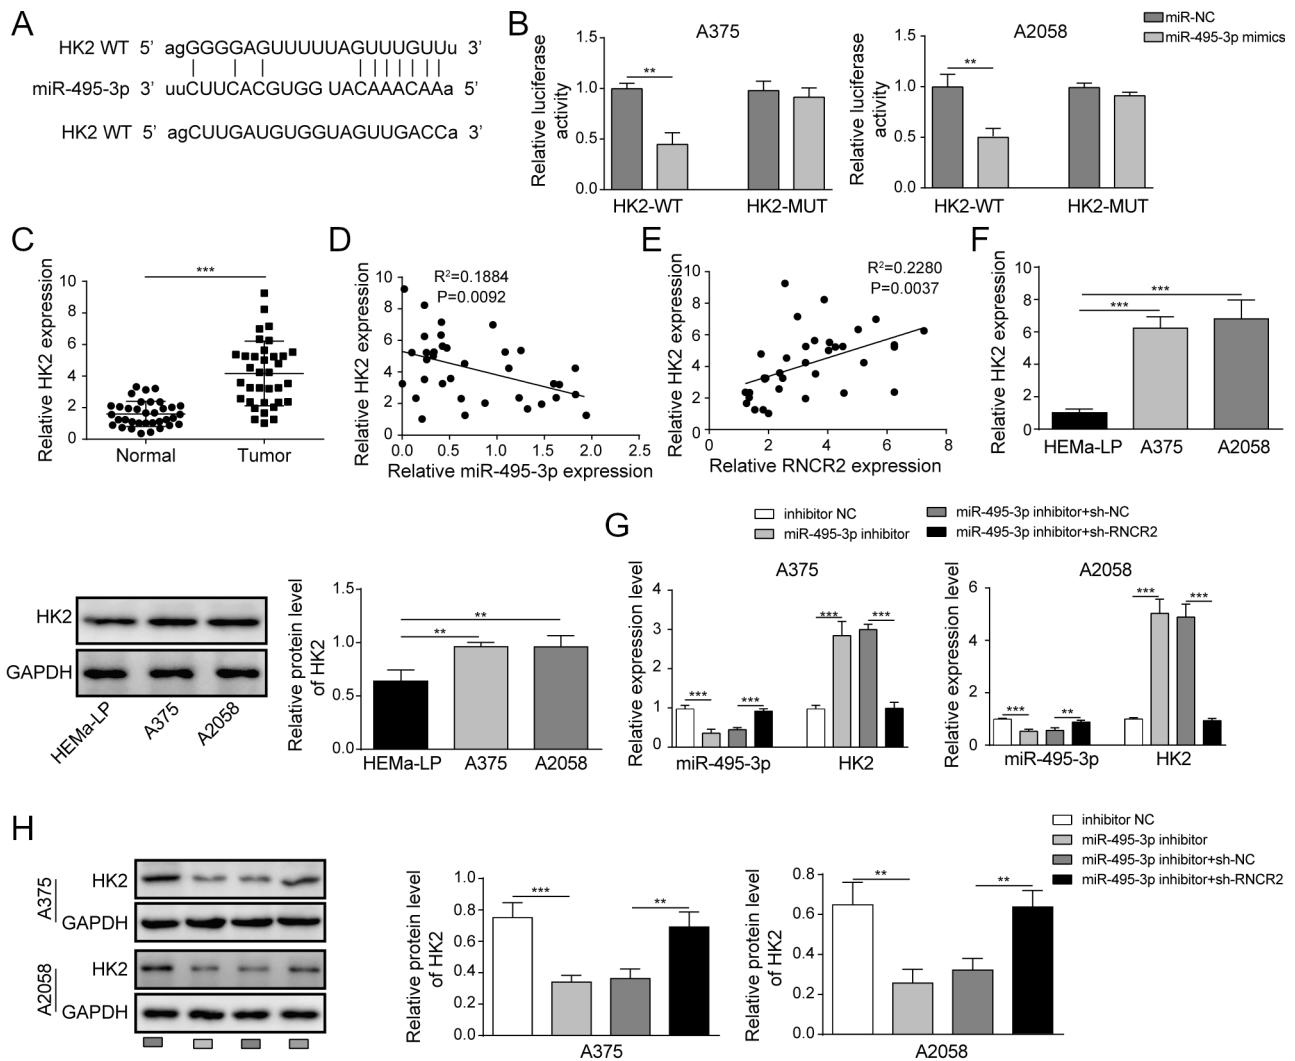 A
HK2 WT 5’ agGGGGAGUUUUUAGUUUGUUu 3’
miR-495-3p 3’ uuCUUCACGUGG UACAAACAAa 5’
HK2 WT 5’ agCUUGAUGUGGUAGUUGACCa 3’
B
miR-NC
miR-495-3p mimics
A375
Relative luciferase
activity
1.5
1.0
0.5
0.0
**
HK2-WT HK2-MUT
A2058
Relative luciferase
activity
1.5
1.0
0.5
0.0
**
HK2-WT HK2-MUT
C
Relative HK2 expression
10
8
6
4
2
0
***
Normal Tumor
D
Relative HK2 expression
10
8
6
4
2
0
R²=0.1884
P=0.0092
0.0 0.5 1.0 1.5 2.0 2.5
Relative miR-495-3p expression
E
Relative HK2 expression
10
8
6
4
2
0
R²=0.2280
P=0.0037
0 2 4 6 8
Relative RNCR2 expression
F
Relative HK2 expression
10
8
6
4
2
0
***
***
HEMa-LP A375 A2058
HK2
GAPDH
HEMa-LP A375 A2058
Relative protein level
of HK2
1.5
1.0
0.5
0.0
**
**
HEMa-LP A375 A2058
G
inhibitor NC
miR-495-3p inhibitor
miR-495-3p inhibitor+sh-NC
miR-495-3p inhibitor+sh-RNCR2
A375
Relative expression level
4
3
2
1
0
*** *** *** ***
miR-495-3p HK2
A2058
Relative expression level
6
4
2
0
*** ** *** ***
miR-495-3p HK2
H
A375
HK2
GAPDH
A2058
HK2
GAPDH
Relative protein level
of HK2
1.0
0.8
0.6
0.4
0.2
0.0
*** **
A375
Relative protein level
of HK2
0.8
0.6
0.4
0.2
0.0
** **
A2058
inhibitor NC
miR-495-3p inhibitor
miR-495-3p inhibitor+sh-NC
miR-495-3p inhibitor+sh-RNCR2